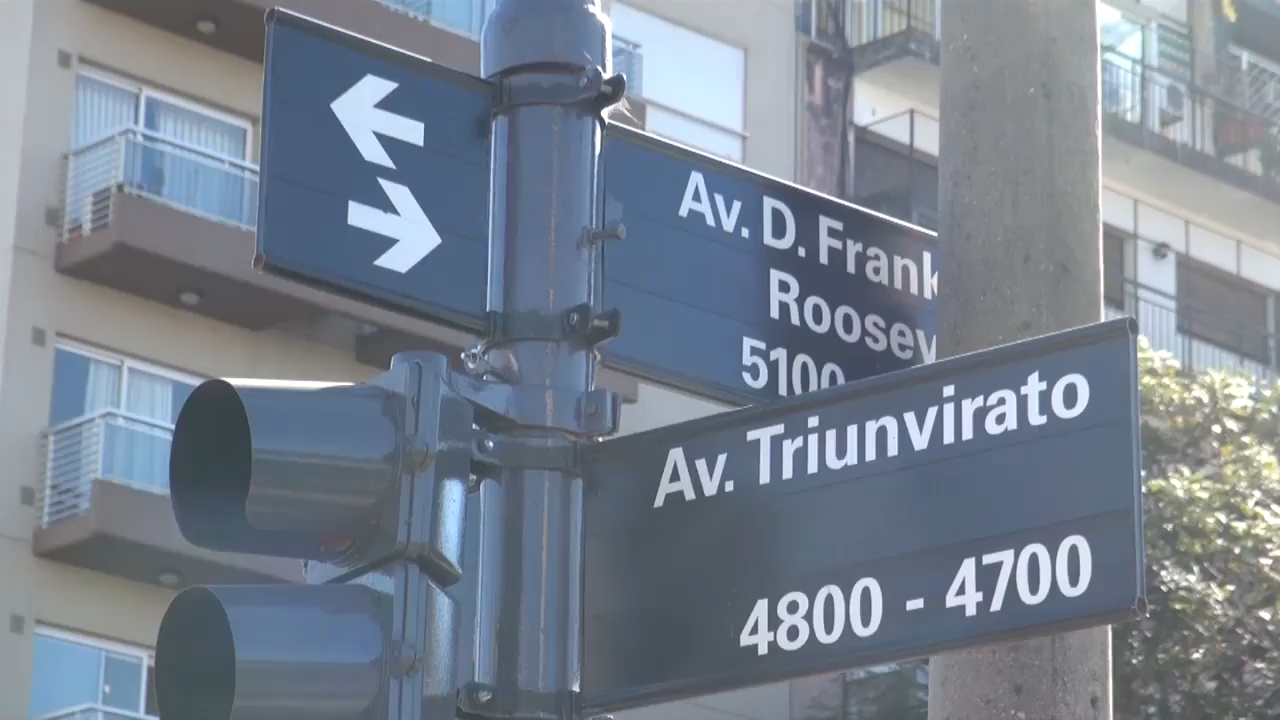 Av. D. Frank
Roosev
5100
Av. Triunvirato
4800 - 4700